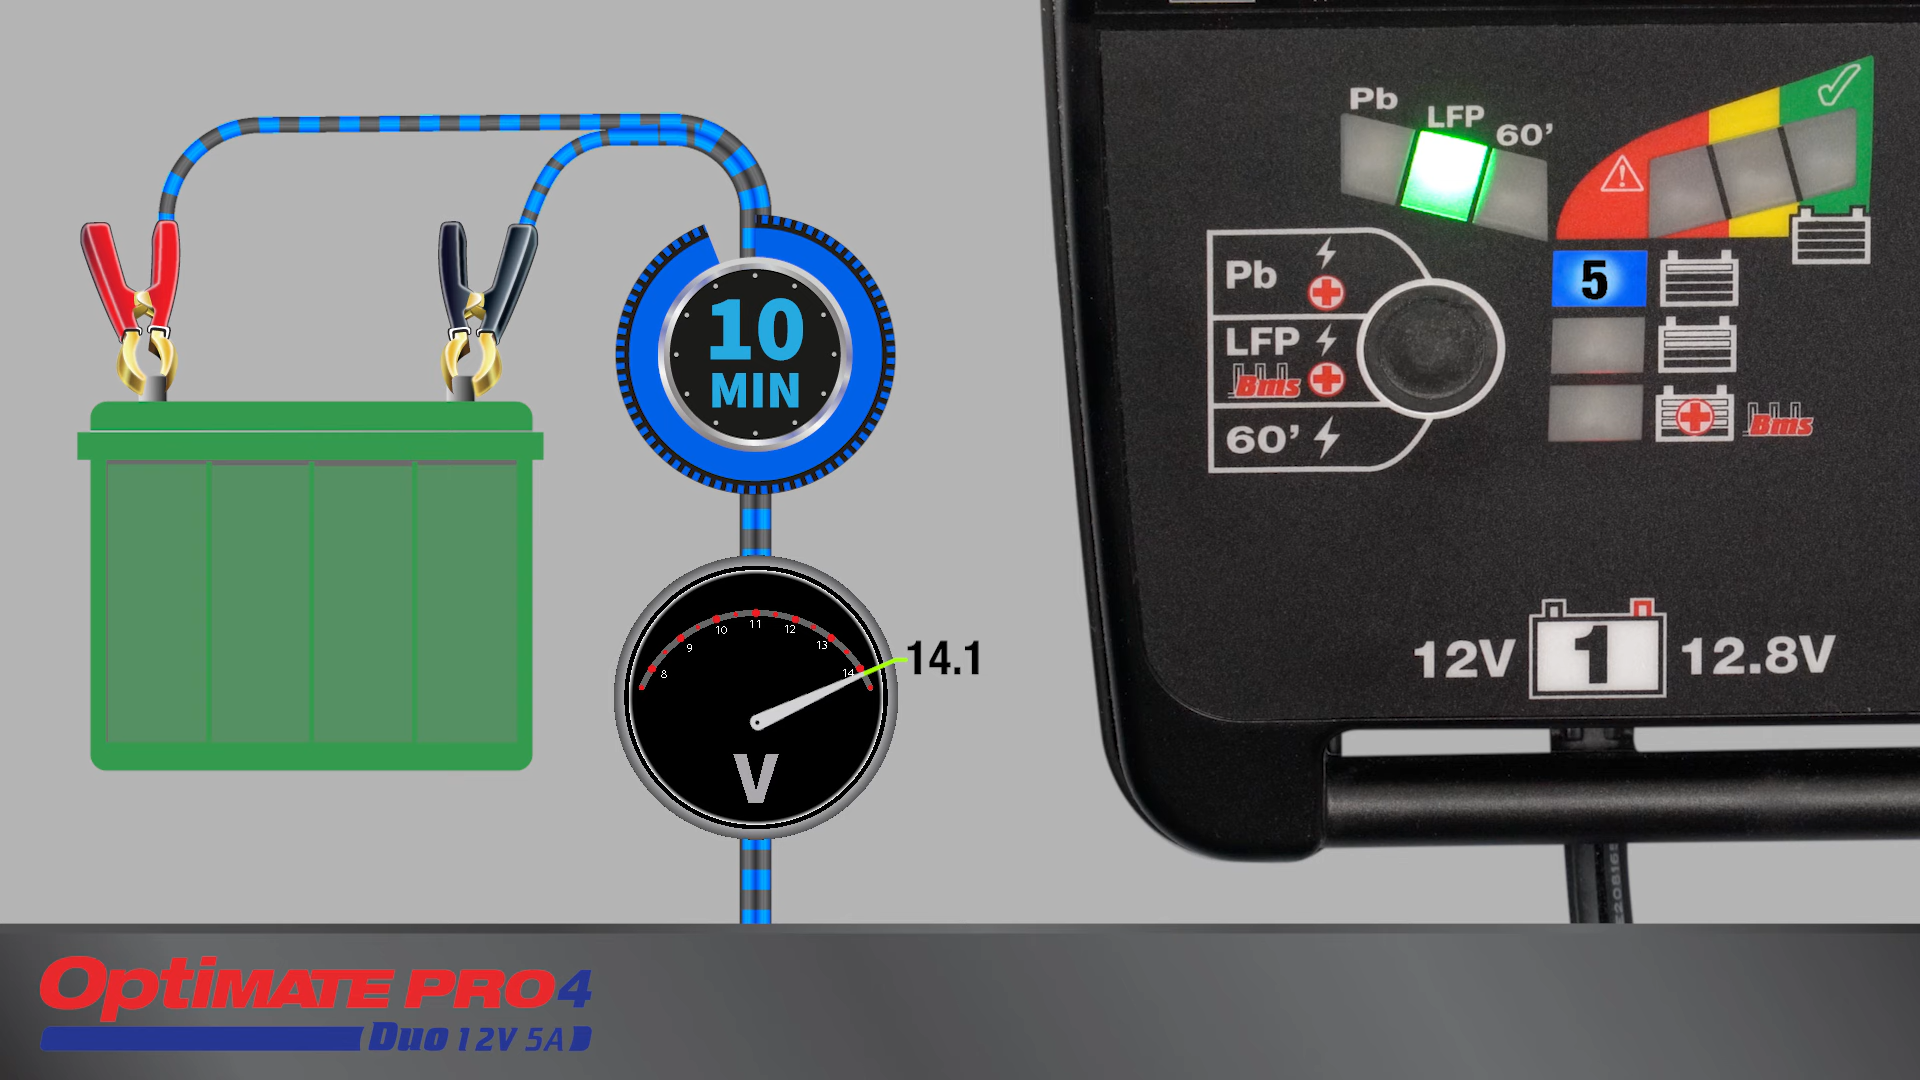 Pb
LFP
60’
5
Pb
LFP
Bms
60’
Bms
10
MIN
8
9
10
11
12
13
14
14.1
V
12V
1
12.8V
OptiMATE PRO4
Duo 12V 5A